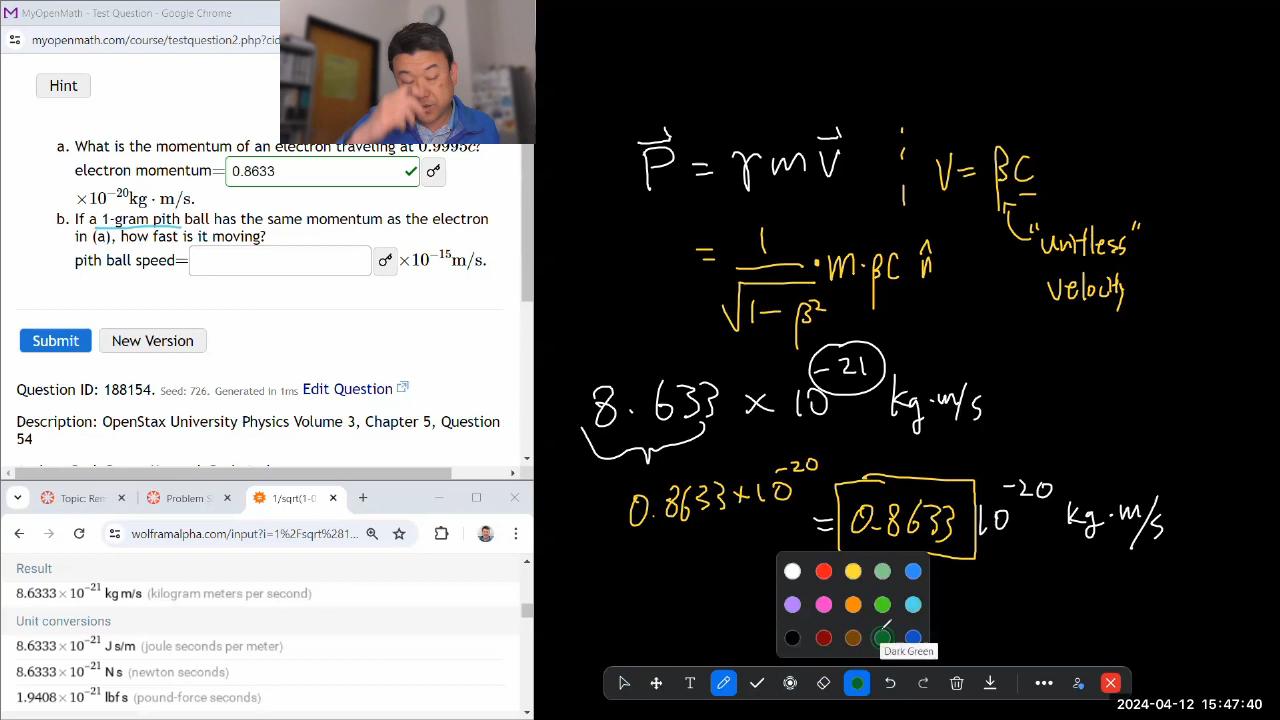 MyOpenMath - Test Question - Google Chrome
myopenmath.com/course/testquestion2.php?cid
Hint
a. What is the momentum of an electron traveling at 0.9995c?
electron momentum= 0.8633
×10⁻²⁰kg · m/s.
b. If a 1-gram pith ball has the same momentum as the electron
in (a), how fast is it moving?
pith ball speed= ×10⁻¹⁵m/s.
Submit New Version
Question ID: 188154. Seed: 726. Generated in 1ms Edit Question
Description: OpenStax University Physics Volume 3, Chapter 5, Question
54
Topic: Rem Problem S 1/sqrt(1-0
wolframalpha.com/input?i=1%2Fsqrt%281...
Result
8.6333×10⁻²¹ kg m/s (kilogram meters per second)
Unit conversions
8.6333×10⁻²¹ J s/m (joule seconds per meter)
8.6333×10⁻²¹ N s (newton seconds)
1.9408×10⁻²¹ lbf s (pound-force seconds)
P = γ m V ; V = βC
"unitless"
velocity
= 1/√(1 − β²) · m · βC n̂
8.633 × 10⁻²¹ kg·m/s
0.8633×10⁻²⁰ = 0.8633 10⁻²⁰ kg·m/s
Dark Green
2024-04-12 15:47:40